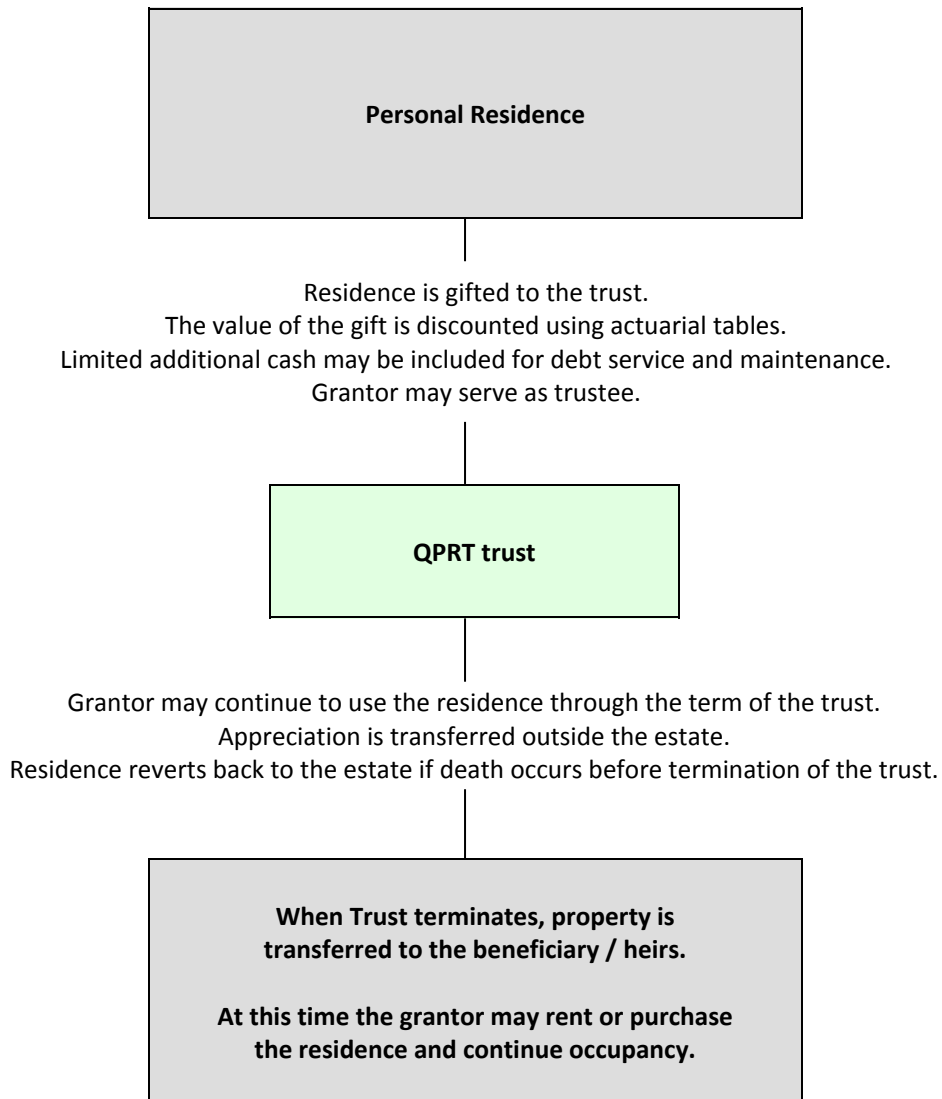 Personal Residence
Residence is gifted to the trust.
The value of the gift is discounted using actuarial tables.
Limited additional cash may be included for debt service and maintenance.
Grantor may serve as trustee.
QPRT trust
Grantor may continue to use the residence through the term of the trust.
Appreciation is transferred outside the estate.
Residence reverts back to the estate if death occurs before termination of the trust.
When Trust terminates, property is
transferred to the beneficiary / heirs.
At this time the grantor may rent or purchase
the residence and continue occupancy.